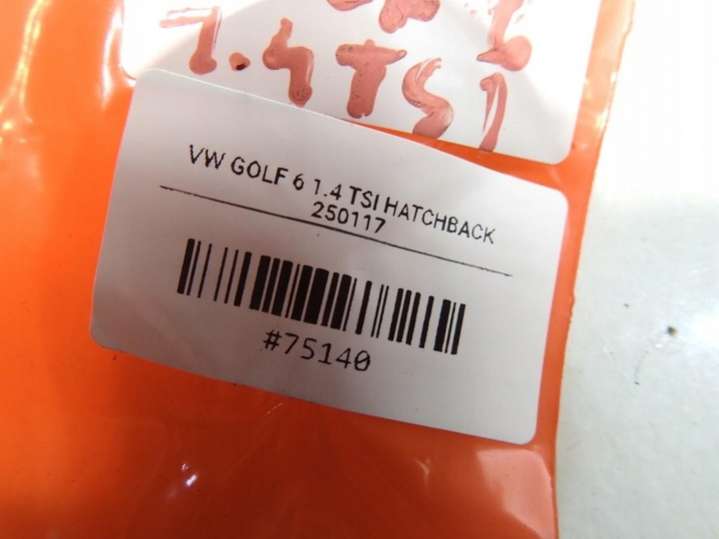 1.4TSI
VW GOLF 6 1.4 TSI HATCHBACK
250117
#75140